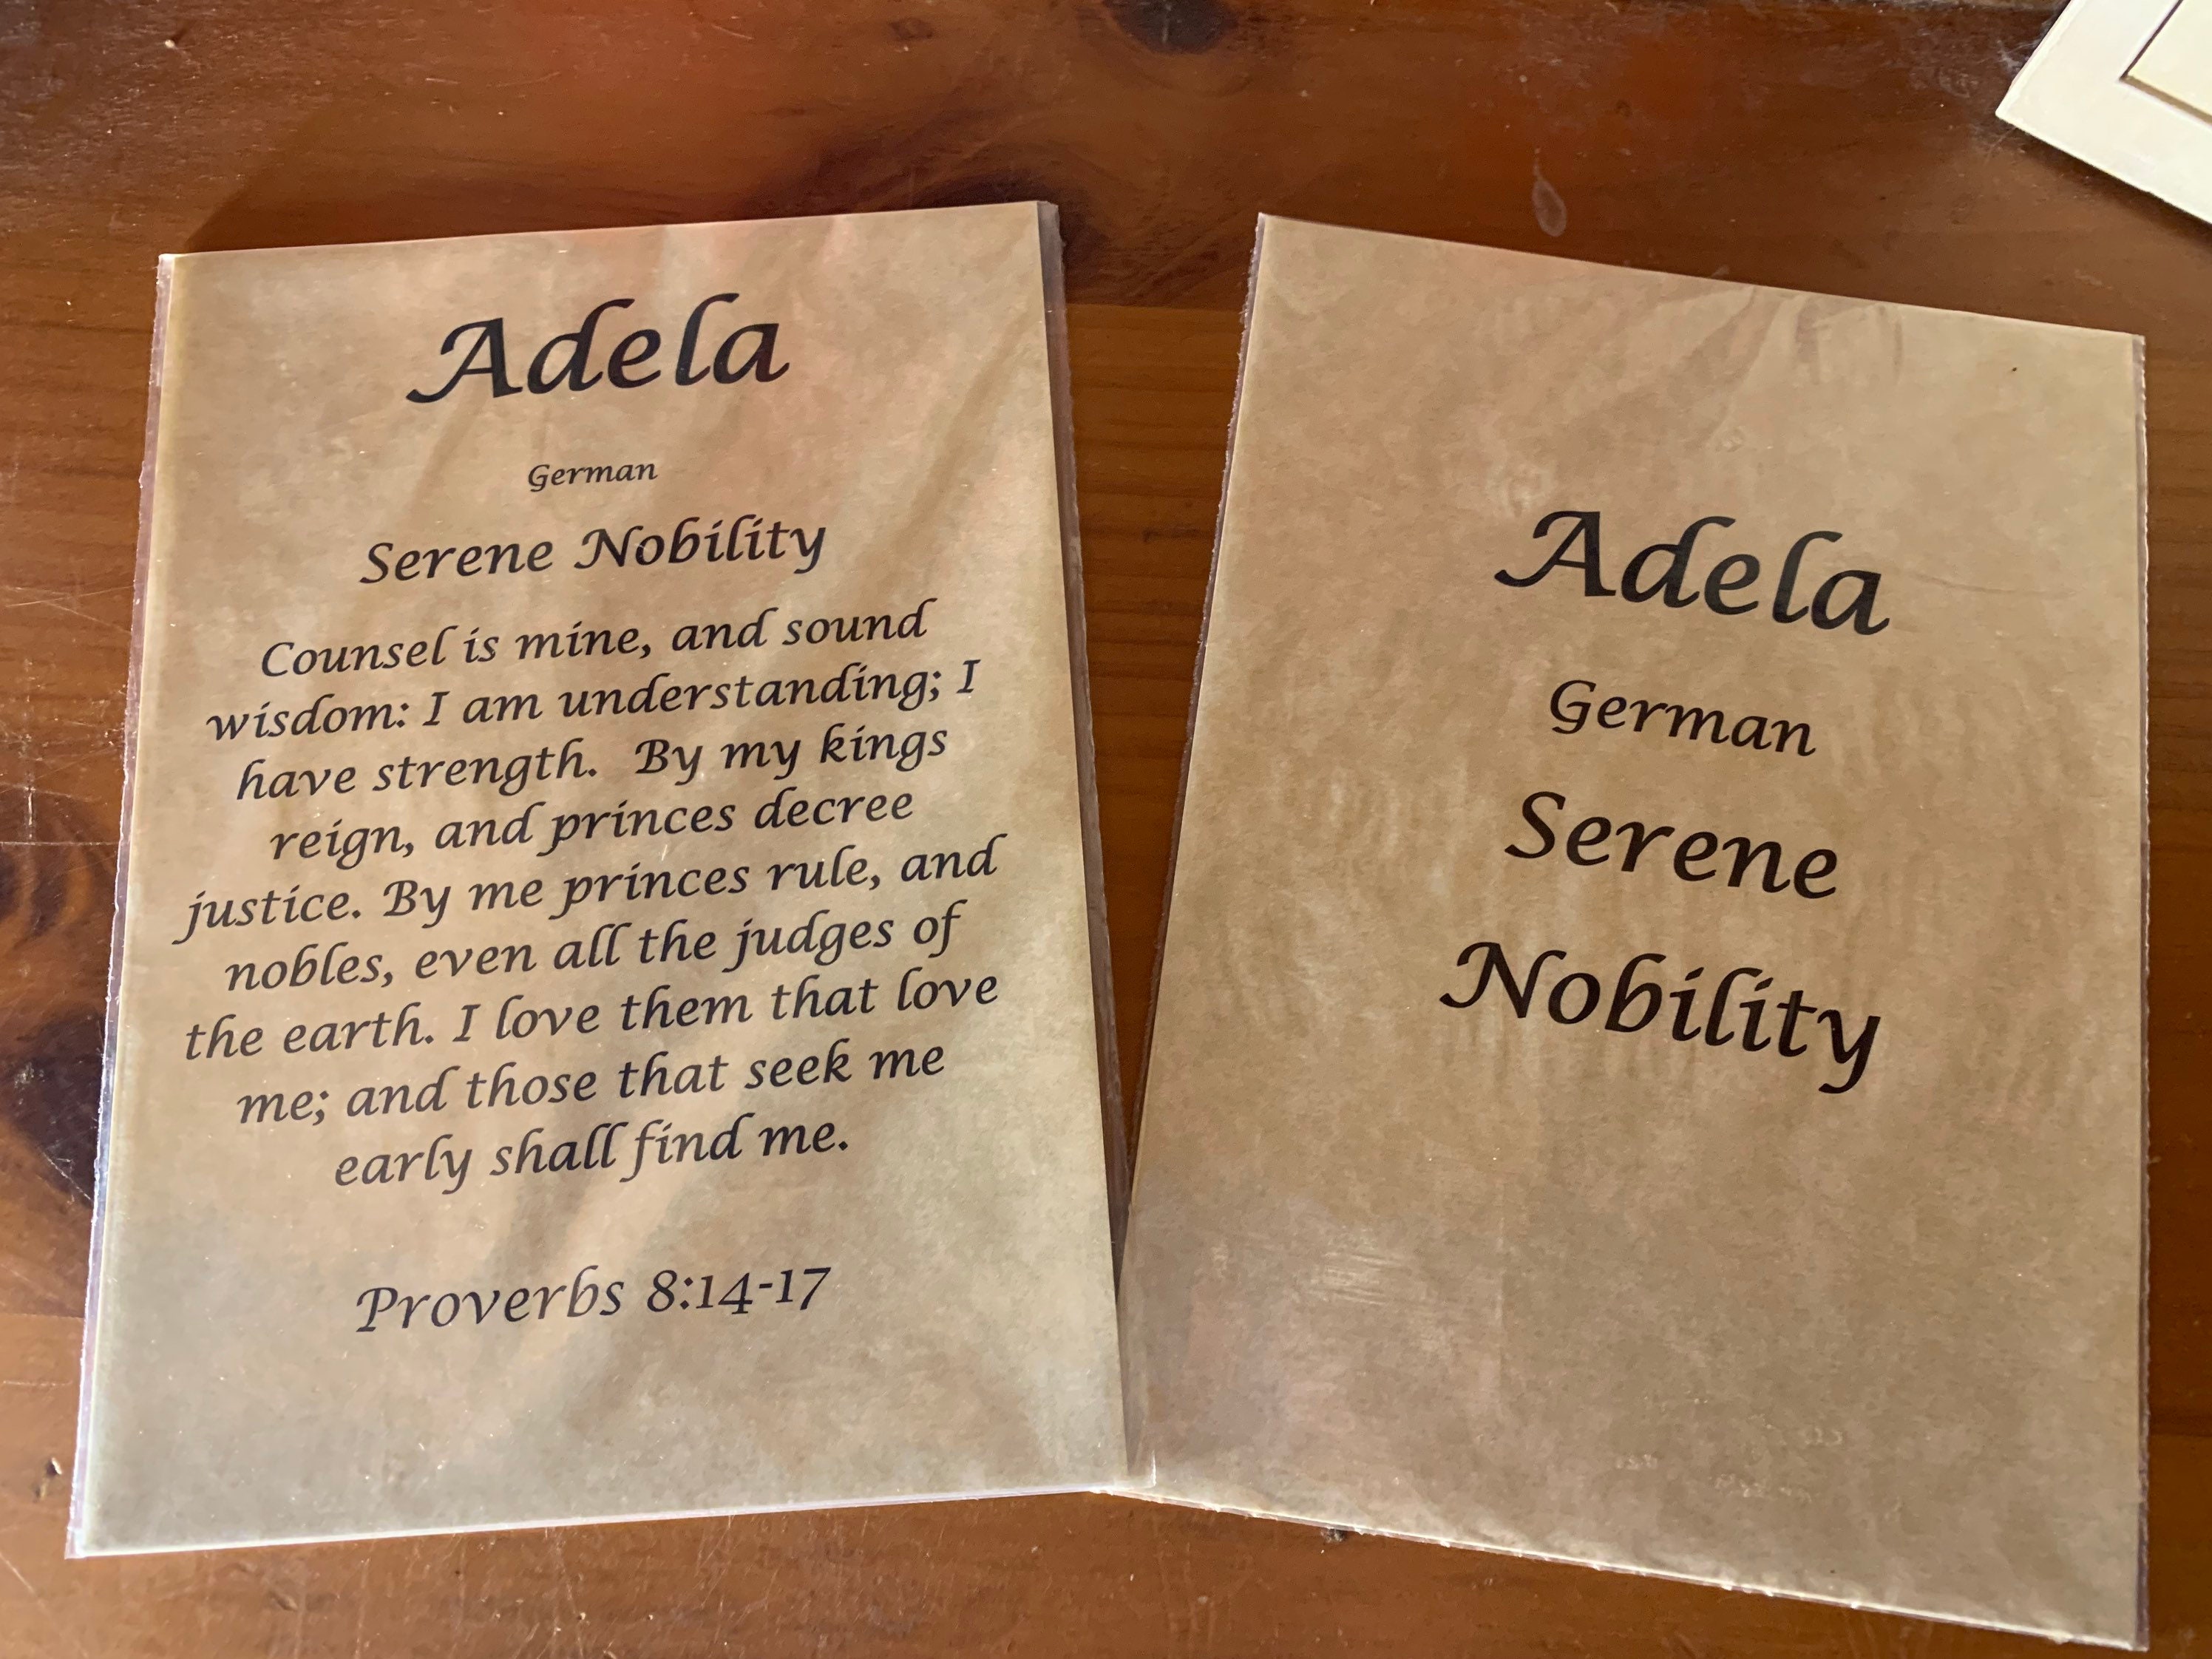 Adela
German
Serene Nobility
Counsel is mine, and sound
wisdom: I am understanding; I
have strength. By my kings
reign, and princes decree
justice. By me princes rule, and
nobles, even all the judges of
the earth. I love them that love
me; and those that seek me
early shall find me.
Proverbs 8:14-17
Adela
German
Serene
Nobility